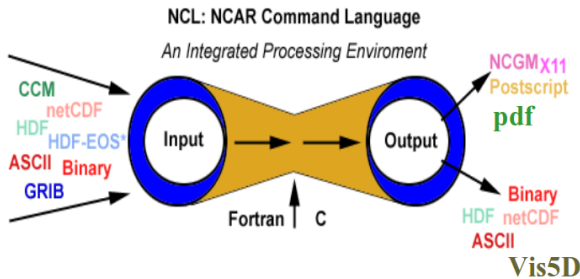 NCL: NCAR Command Language
An Integrated Processing Enviroment
CCM
netCDF
HDF
HDF-EOS*
ASCII Binary
GRIB
Input
Output
Fortran C
NCGM X11
Postscript
pdf
Binary
HDF netCDF
ASCII
Vis5D